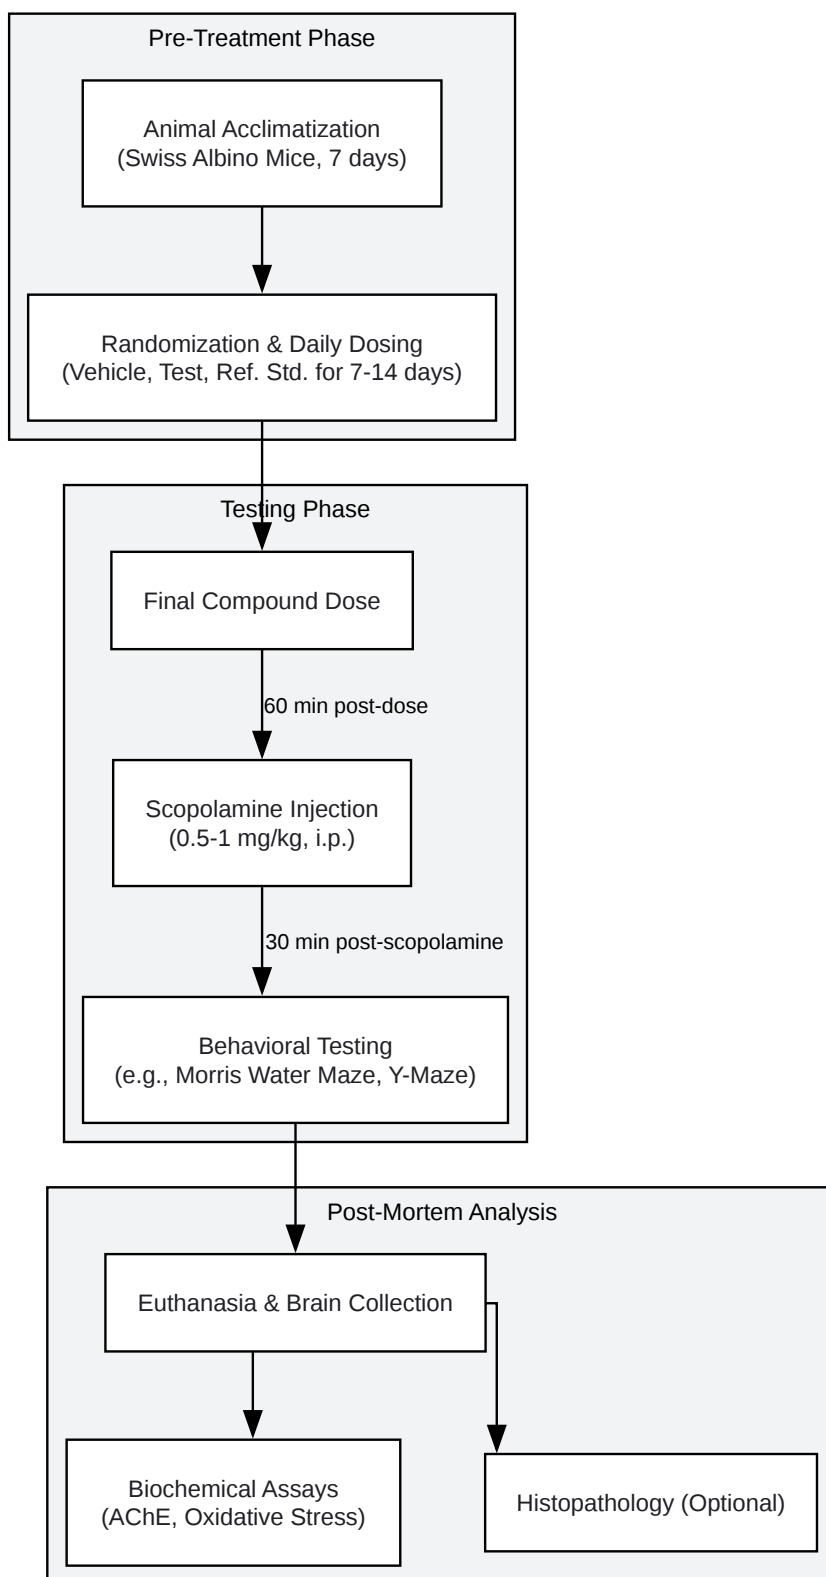 Pre-Treatment Phase
Animal Acclimatization
(Swiss Albino Mice, 7 days)
Randomization & Daily Dosing
(Vehicle, Test, Ref. Std. for 7-14 days)
Testing Phase
Final Compound Dose
60 min post-dose
Scopolamine Injection
(0.5-1 mg/kg, i.p.)
30 min post-scopolamine
Behavioral Testing
(e.g., Morris Water Maze, Y-Maze)
Post-Mortem Analysis
Euthanasia & Brain Collection
Biochemical Assays
(AChE, Oxidative Stress)
Histopathology (Optional)